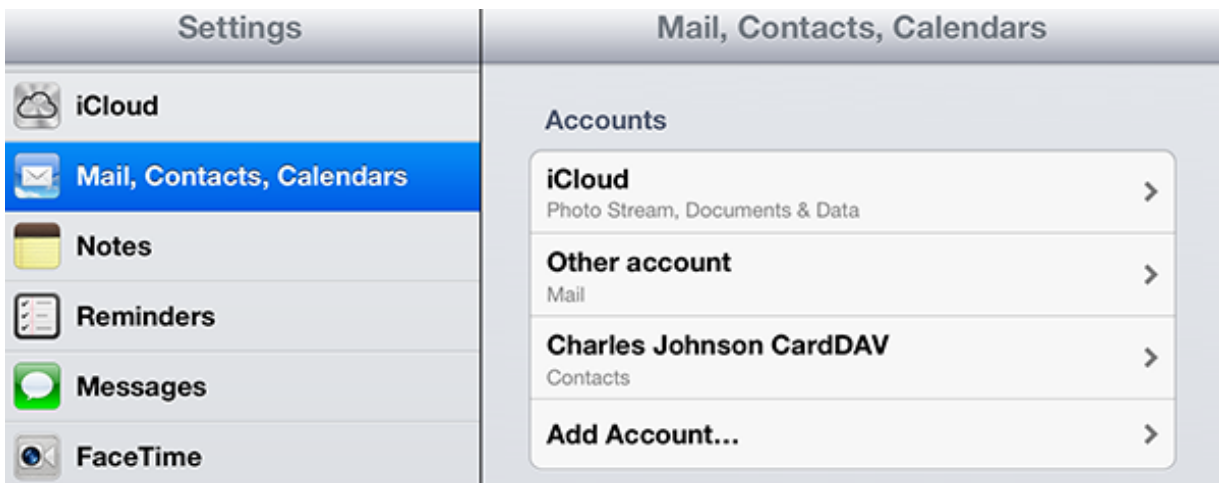 Settings
iCloud
Mail, Contacts, Calendars
Notes
Reminders
Messages
FaceTime
Mail, Contacts, Calendars
Accounts
iCloud
Photo Stream, Documents & Data
Other account
Mail
Charles Johnson CardDAV
Contacts
Add Account...